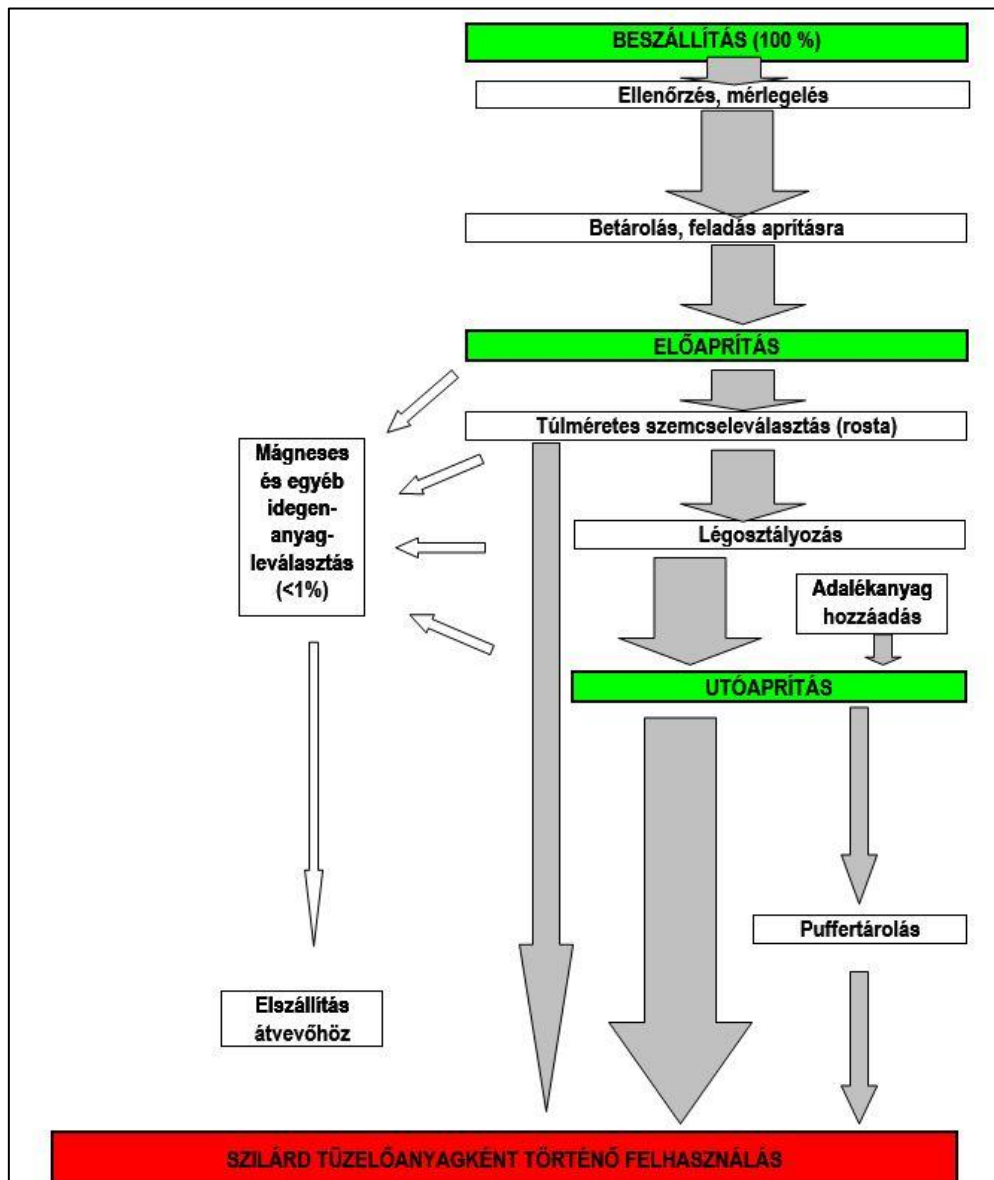 BESZÁLLÍTÁS (100 %)
Ellenőrzés, mérlegelés
Betárolás, feladás aprításra
ELŐAPRÍTÁS
Túlméretes szemcseleválasztás (rosta)
Mágneses
és egyéb
idegen-
anyag-
leválasztás
(<1%)
Légosztályozás
Adalékanyag
hozzáadás
UTÓAPRÍTÁS
Puffertárolás
Elszállítás
átvevőhöz
SZILÁRD TÜZELŐANYAGKÉNT TÖRTÉNŐ FELHASZNÁLÁS